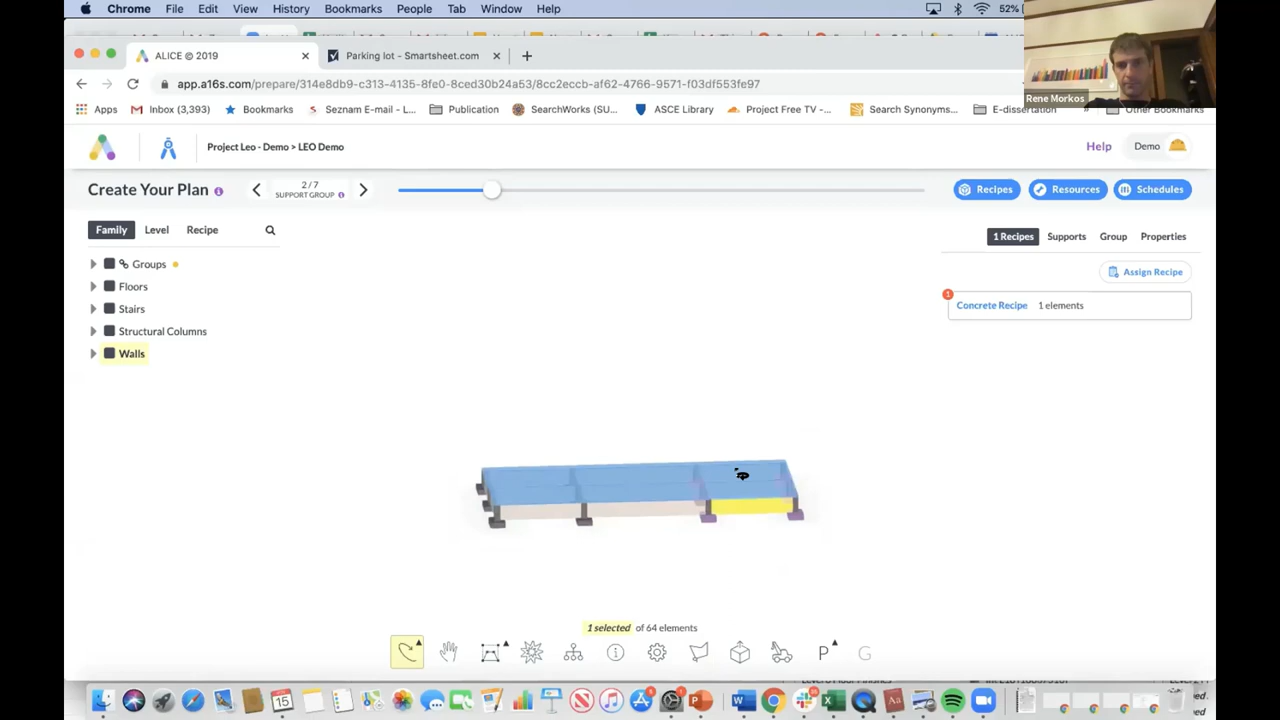 Chrome File Edit View History Bookmarks People Tab Window Help 52%
ALICE © 2019
Parking lot - Smartsheet.com
app.a16s.com/prepare/314e8db9-c313-4135-8fe0-8ced30b24a53/8cc2eccb-af62-4766-9571-f03df553fe97
Rene Morkos
Apps Inbox (3,393) Bookmarks Seznam Email - L... Publication SearchWorks (SU... ASCE Library Project Free TV -... Search Synonyms... E-dissertation » Other Bookmarks
Project Leo - Demo > LEO Demo
Help Demo
Create Your Plan
2/7
SUPPORT GROUP
Recipes Resources Schedules
Family Level Recipe
1 Recipes Supports Group Properties
Groups
Floors
Stairs
Structural Columns
Walls
Assign Recipe
1
Concrete Recipe 1 elements
1 selected of 64 elements
P G
15